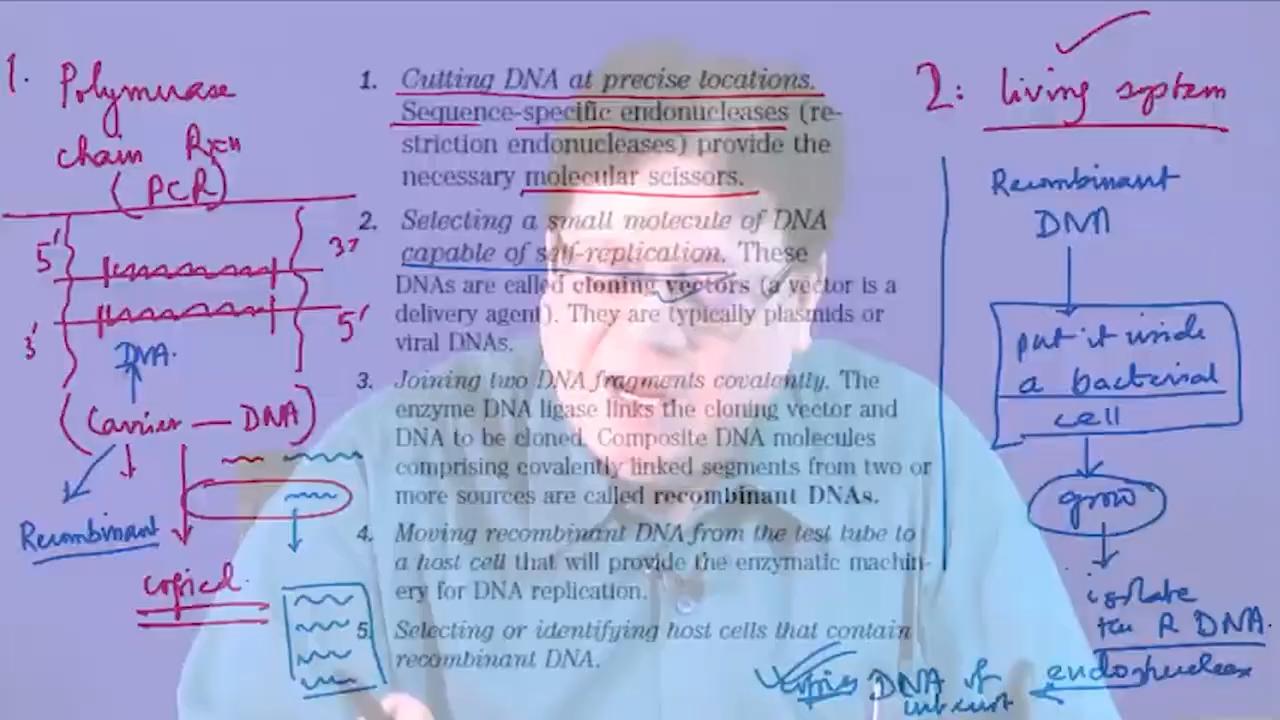 1. Polymerase
chain Rxn
(PCR)
5' 3'
3' 5'
DNA.
(Carrier — DNA)
Recombinant
copied.
1. Cutting DNA at precise locations.
Sequence-specific endonucleases (re-
striction endonucleases) provide the
necessary molecular scissors.
2. Selecting a small molecule of DNA
capable of self-replication. These
DNAs are called cloning vectors (a vector is a
delivery agent). They are typically plasmids or
viral DNAs.
3. Joining two DNA fragments covalently. The
enzyme DNA ligase links the cloning vector and
DNA to be cloned. Composite DNA molecules
comprising covalently linked segments from two or
more sources are called recombinant DNAs.
4. Moving recombinant DNA from the test tube to
a host cell that will provide the enzymatic machin-
ery for DNA replication.
5. Selecting or identifying host cells that contain
recombinant DNA.
2: living system
Recombinant
DNA
put it inside
a bacterial
cell
grow
isolate
the R DNA.
endonuclease
DNA of
interest